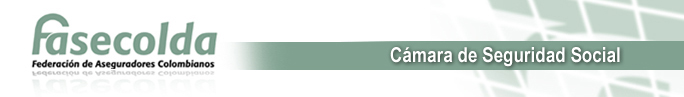 Fasecolda
Federación de Aseguradores Colombianos
Cámara de Seguridad Social